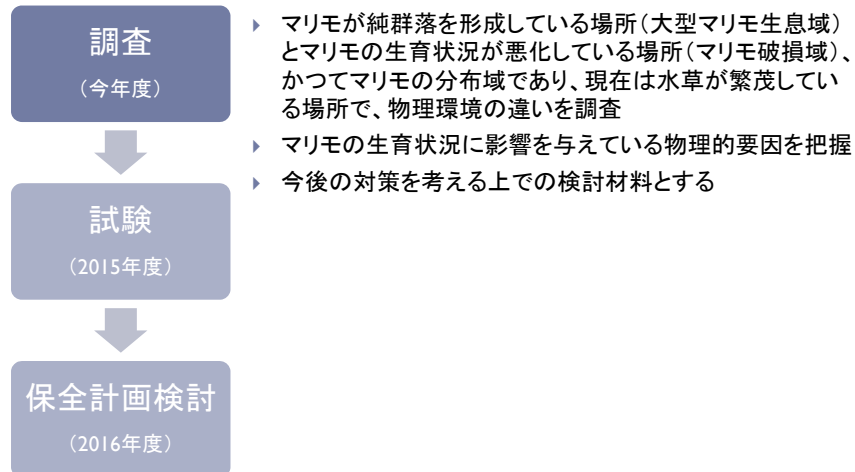 調査
（今年度）
マリモが純群落を形成している場所（大型マリモ生息域）
とマリモの生育状況が悪化している場所（マリモ破損域）、
かつてマリモの分布域であり、現在は水草が繁茂してい
る場所で、物理環境の違いを調査
マリモの生育状況に影響を与えている物理的要因を把握
今後の対策を考える上での検討材料とする
試験
（2015年度）
保全計画検討
（2016年度）